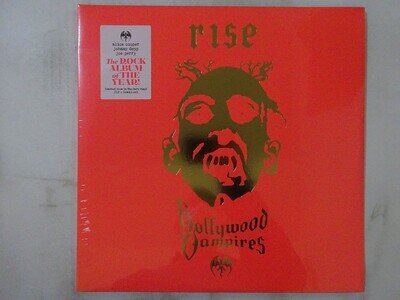 rise
alice cooper
johnny depp
joe perry
The ROCK
ALBUM
of THE
YEAR!
Hollywood
Vampires